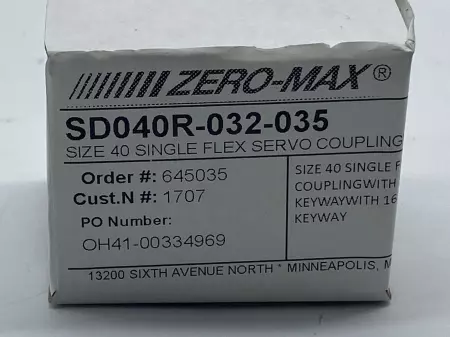 ZERO-MAX®
SD040R-032-035
SIZE 40 SINGLE FLEX SERVO COUPLING
Order #: 645035
Cust.N #: 1707
PO Number:
OH41-00334969
SIZE 40 SINGLE F
COUPLINGWITH
KEYWAYWITH 16
KEYWAY
13200 SIXTH AVENUE NORTH * MINNEAPOLIS, M